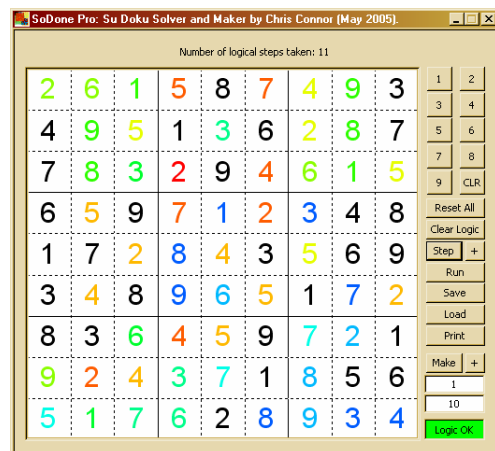 SoDone Pro: Su Doku Solver and Maker by Chris Connor (May 2005).
Number of logical steps taken: 11
2 6 1 5 8 7 4 9 3
4 9 5 1 3 6 2 8 7
7 8 3 2 9 4 6 1 5
6 5 9 7 1 2 3 4 8
1 7 2 8 4 3 5 6 9
3 4 8 9 6 5 1 7 2
8 3 6 4 5 9 7 2 1
9 2 4 3 7 1 8 5 6
5 1 7 6 2 8 9 3 4
1 2
3 4
5 6
7 8
9 CLR
Reset All
Clear Logic
Step +
Run
Save
Load
Print
Make +
1
10
Logic OK